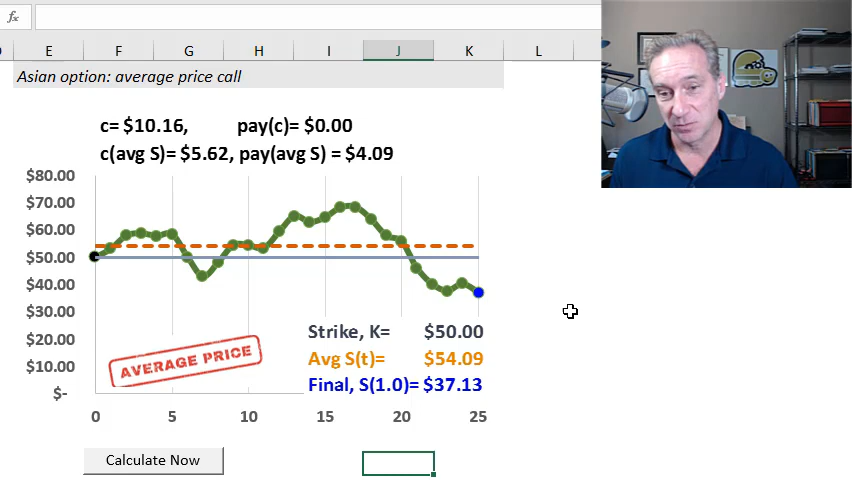 fx
E F G H I J K L
Asian option: average price call
c= $10.16, pay(c)= $0.00
c(avg S)= $5.62, pay(avg S) = $4.09
$80.00
$70.00
$60.00
$50.00
$40.00
$30.00
$20.00
$10.00
$-
AVERAGE PRICE
Strike, K= $50.00
Avg S(t)= $54.09
Final, S(1.0)= $37.13
0 5 10 15 20 25
Calculate Now